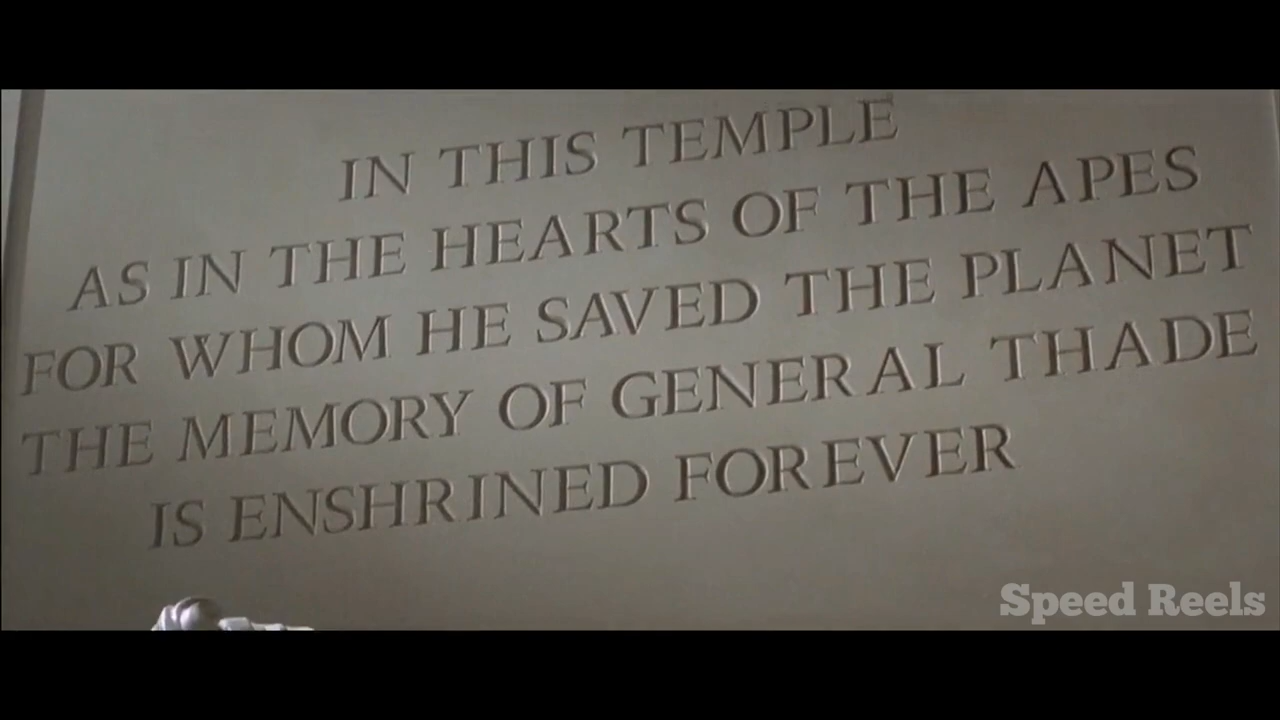 IN THIS TEMPLE
AS IN THE HEARTS OF THE APES
FOR WHOM HE SAVED THE PLANET
THE MEMORY OF GENERAL THADE
IS ENSHRINED FOREVER
Speed Reels